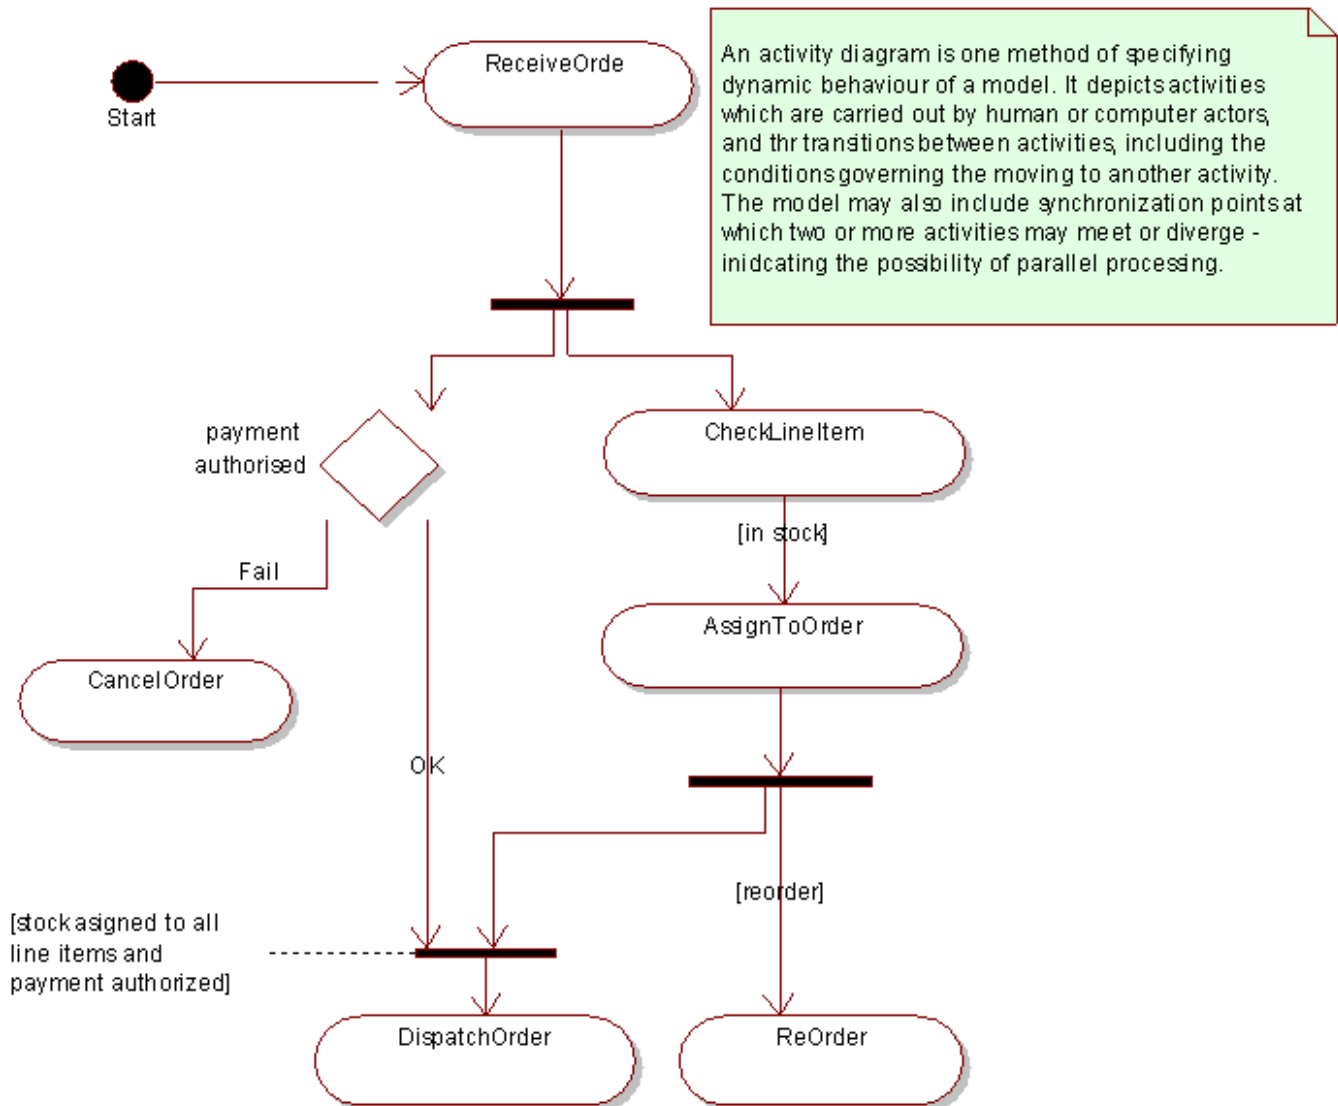 ReceiveOrde
Start
An activity diagram is one method of specifying
dynamic behaviour of a model. It depicts activities
which are carried out by human or computer actors,
and thr transitions between activities, including the
conditions governing the moving to another activity.
The model may also include synchronization points at
which two or more activities may meet or diverge -
inidcating the possibility of parallel processing.
payment
authorised
CheckLineItem
[in stock]
Fail
AssignToOrder
CancelOrder
OK
[reorder]
[stock asigned to all
line items and
payment authorized]
DispatchOrder
ReOrder